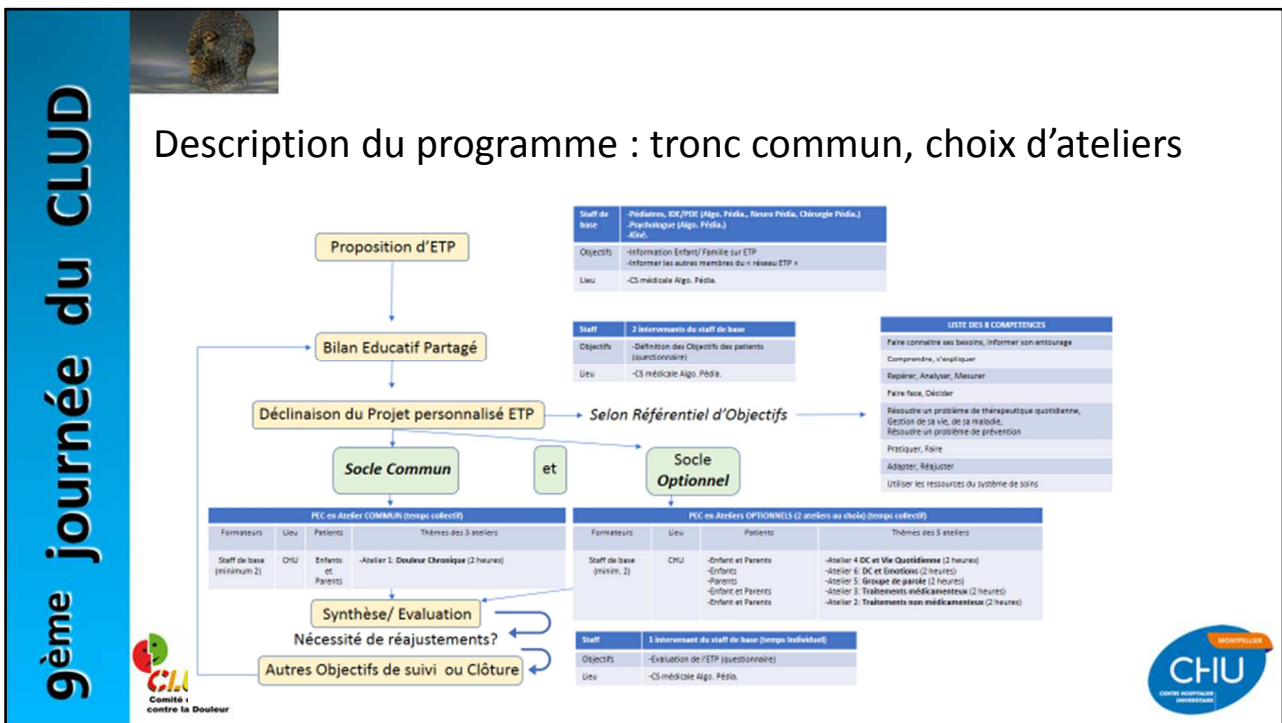 9ème journée du CLUD
Description du programme : tronc commun, choix d'ateliers
Proposition d'ETP
Staff de base
-Pédiatres, IDE/PDE (Algo. Pédia., Neuro Pédia, Chirurgie Pédia.)
-Psychologue (Algo. Pédia.)
-Kiné.
Objectifs
-Information Enfant/ Famille sur ETP
-Informer les autres membres du « réseau ETP »
Lieu
-CS médicale Algo. Pédia.
Bilan Educatif Partagé
Staff
2 intervenants du staff de base
Objectifs
-Définition des Objectifs des patients
(questionnaire)
Lieu
-CS médicale Algo. Pédia.
Déclinaison du Projet personnalisé ETP
Selon Référentiel d'Objectifs
LISTE DES 8 COMPETENCES
Faire connaitre ses besoins, Informer son entourage
Comprendre, s'expliquer
Repérer, Analyser, Mesurer
Faire face, Décider
Résoudre un problème de thérapeutique quotidienne,
Gestion de sa vie, de sa maladie,
Résoudre un problème de prévention
Pratiquer, Faire
Adapter, Réajuster
Utiliser les ressources du système de soins
Socle Commun
et
Socle
Optionnel
PEC en Atelier COMMUN (temps collectif)
Formateurs Lieu Patients Thèmes des 3 ateliers
Staff de base
(minimum 2)
CHU
Enfants
et
Parents
-Atelier 1: Douleur Chronique (2 heures)
PEC en Ateliers OPTIONNELS (2 ateliers au choix) (temps collectif)
Formateurs Lieu Patients Thèmes des 5 ateliers
Staff de base
(minim. 2)
CHU
-Enfant et Parents
-Enfants
-Parents
-Enfant et Parents
-Enfant et Parents
-Atelier 4 DC et Vie Quotidienne (2 heures)
-Atelier 6: DC et Emotions (2 heures)
-Atelier 5: Groupe de parole (2 heures)
-Atelier 3: Traitements médicamenteux (2 heures)
-Atelier 2: Traitements non médicamenteux (2 heures)
Synthèse/ Evaluation
Nécessité de réajustements?
Autres Objectifs de suivi ou Clôture
Staff
1 intervenant du staff de base (temps individuel)
Objectifs
-Evaluation de l'ETP (questionnaire)
Lieu
-CS médicale Algo. Pédia.
Comité
contre la Douleur
MONTPELLIER
CHU
CENTRE HOSPITALIER
UNIVERSITAIRE